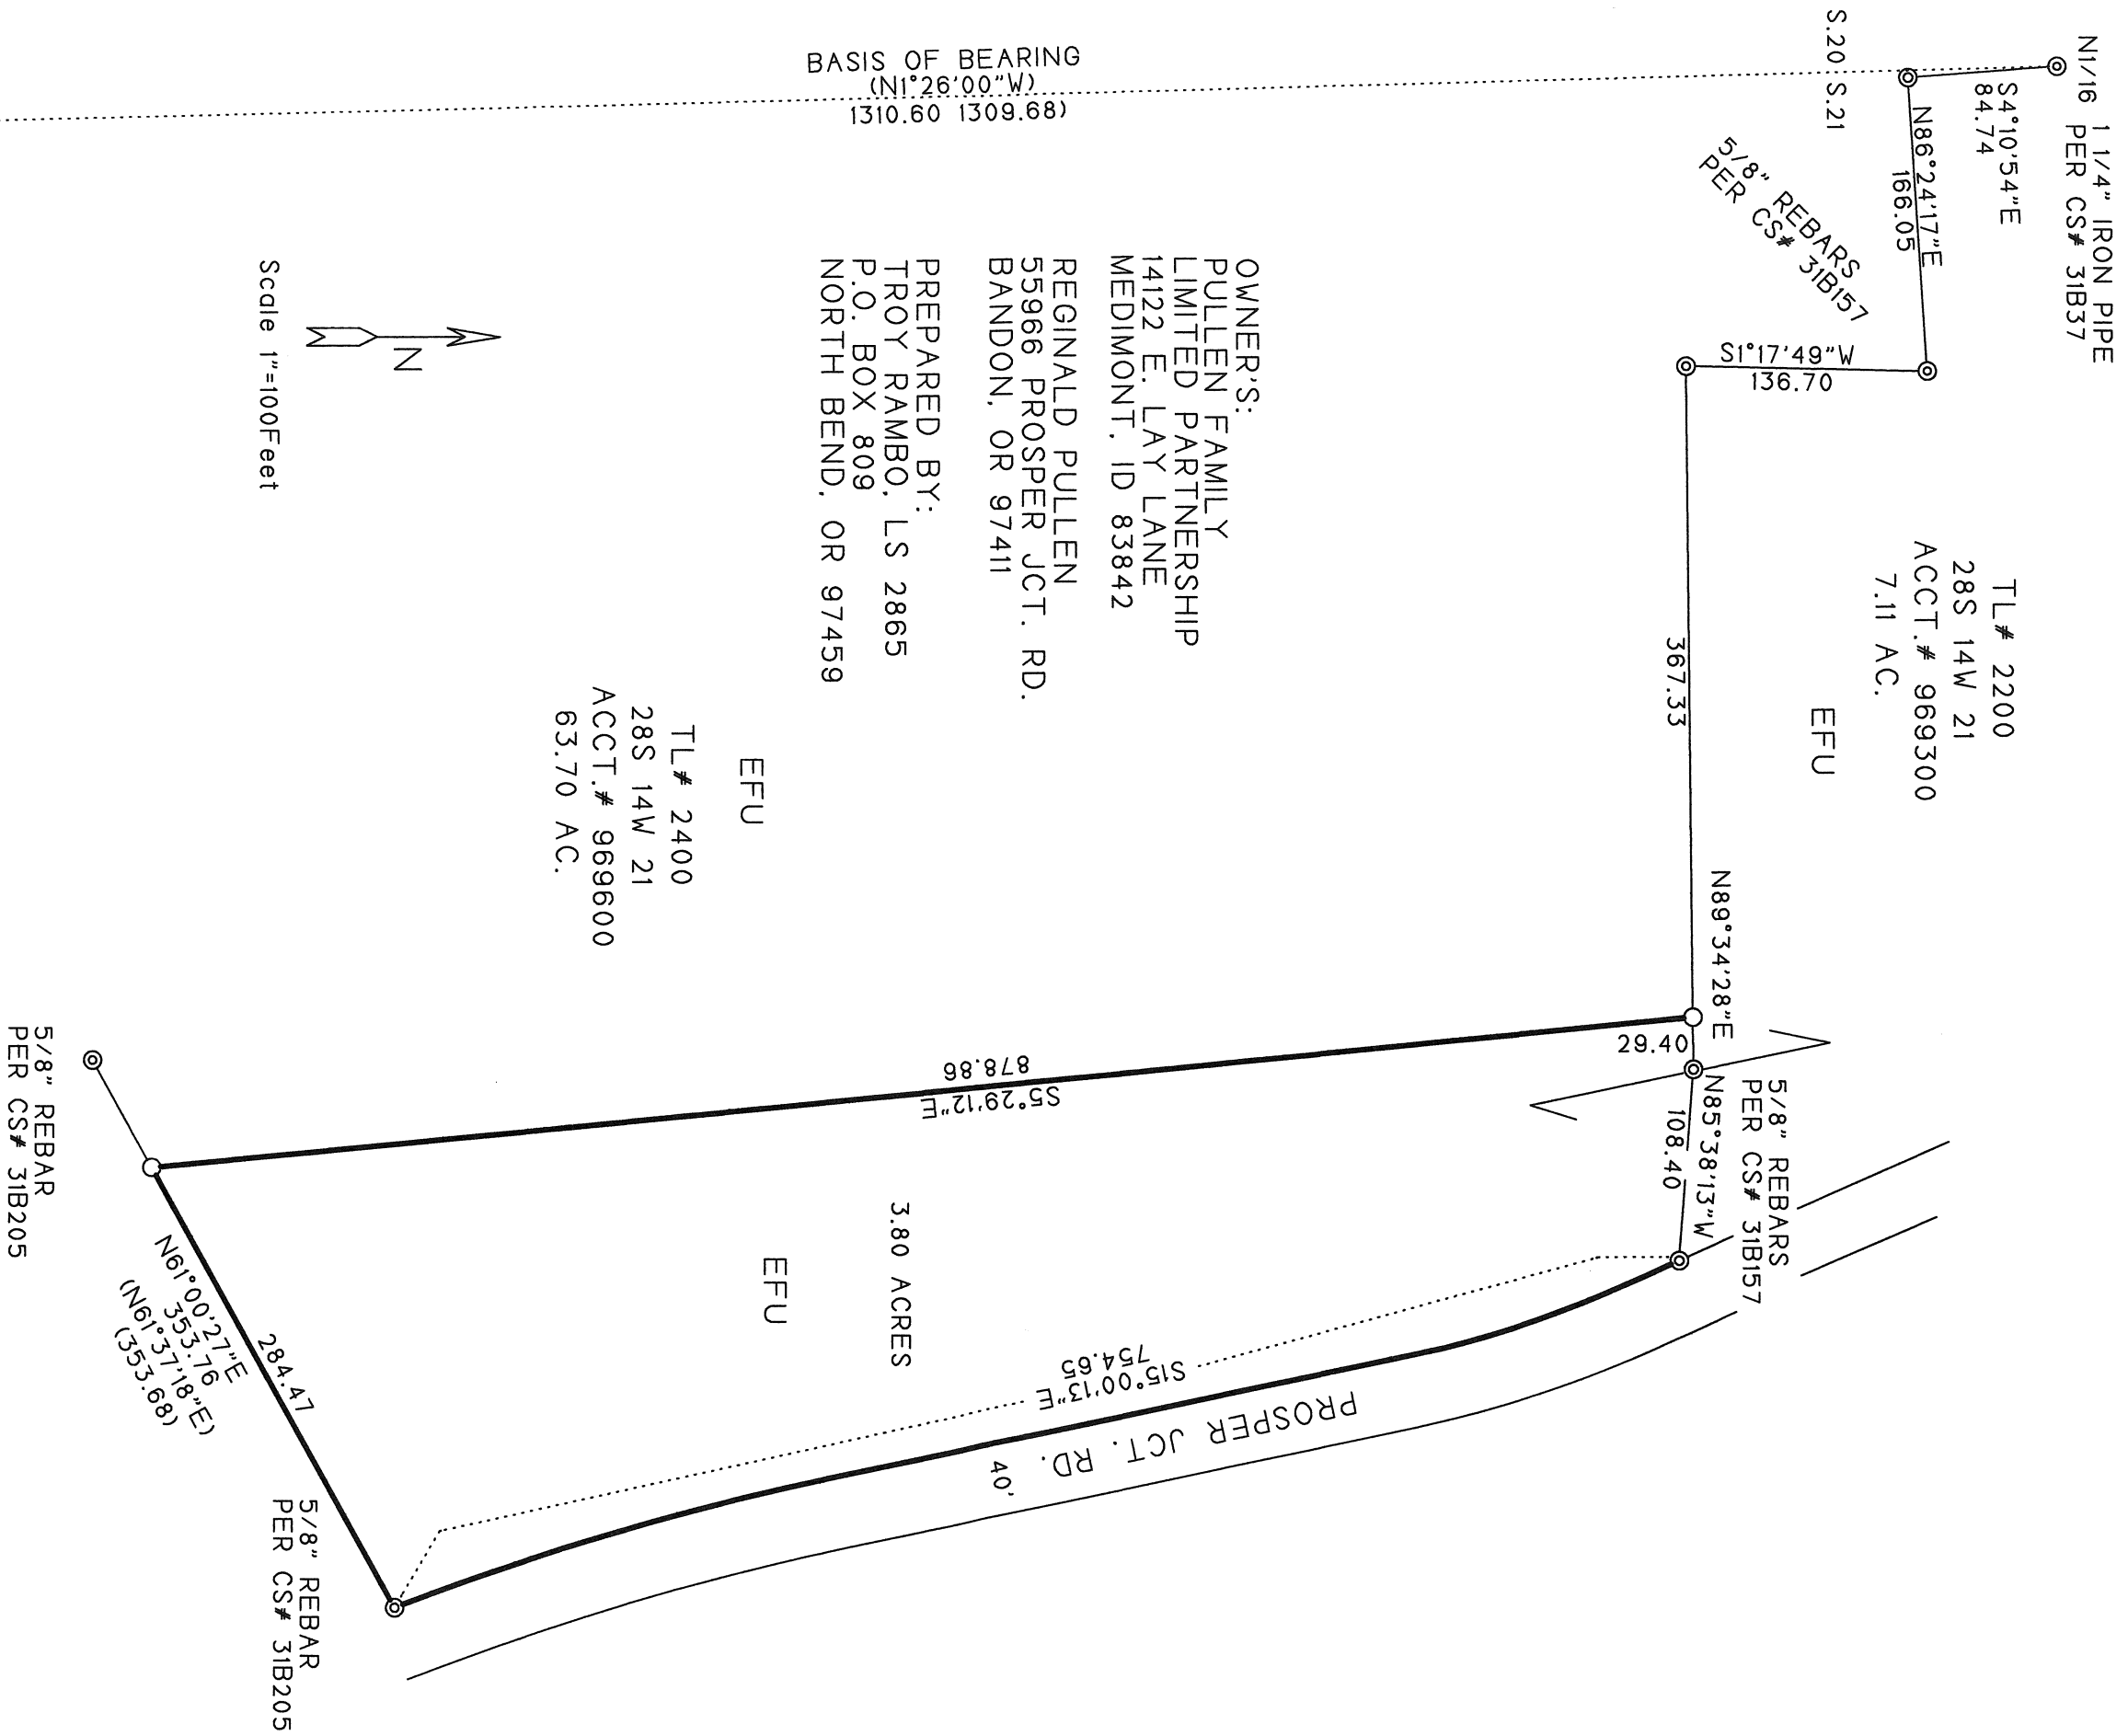 N1/16
1 1/4" IRON PIPE
PER CS# 31B37
S4°10'54"E
84.74
S.20 S.21
N86°24'17"E
166.05
5/8" REBARS
PER CS# 31B157
S1°17'49"W
136.70
TL# 2200
28S 14W 21
ACCT.# 969300
7.11 AC.
EFU
367.33
N89°34'28"E
29.40
5/8" REBARS
PER CS# 31B157
N85°38'13"W
108.40
BASIS OF BEARING
(N1°26'00"W)
1310.60 1309.68)
OWNER'S:
PULLEN FAMILY
LIMITED PARTNERSHIP
14122 E. LAY LANE
MEDIMONT, ID 83842
REGINALD PULLEN
55966 PROSPER JCT. RD.
BANDON, OR 97411
PREPARED BY:
TROY RAMBO, LS 2865
P.O. BOX 809
NORTH BEND, OR 97459
N
Scale 1"=100Feet
EFU
TL# 2400
28S 14W 21
ACCT.# 969600
63.70 AC.
878.86
S5°29'12"E
3.80 ACRES
EFU
S15°00'13"E
754.65
PROSPER JCT. RD.
40'
284.47
N61°00'27"E
353.76
(N61°37'18"E)
(353.68)
5/8" REBAR
PER CS# 31B205
5/8" REBAR
PER CS# 31B205